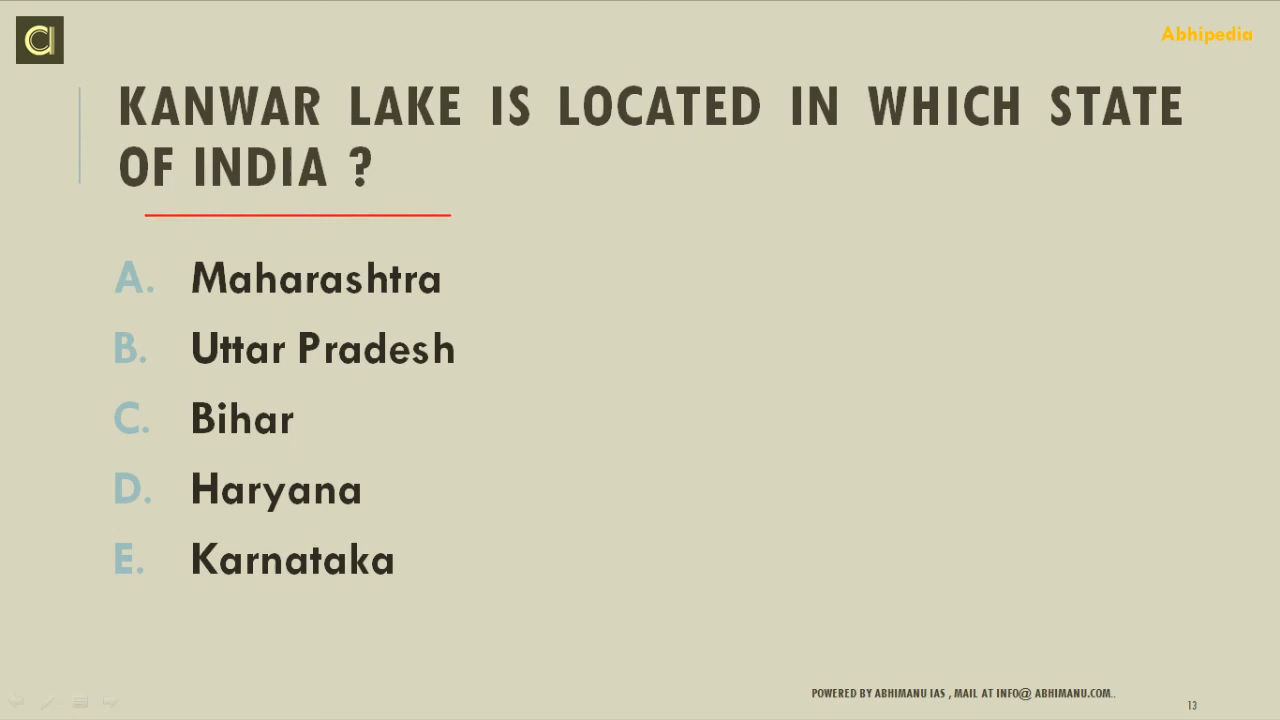 Abhipedia
KANWAR LAKE IS LOCATED IN WHICH STATE
OF INDIA ?
A. Maharashtra
B. Uttar Pradesh
C. Bihar
D. Haryana
E. Karnataka
POWERED BY ABHIMANU IAS , MAIL AT INFO@ ABHIMANU.COM..
13